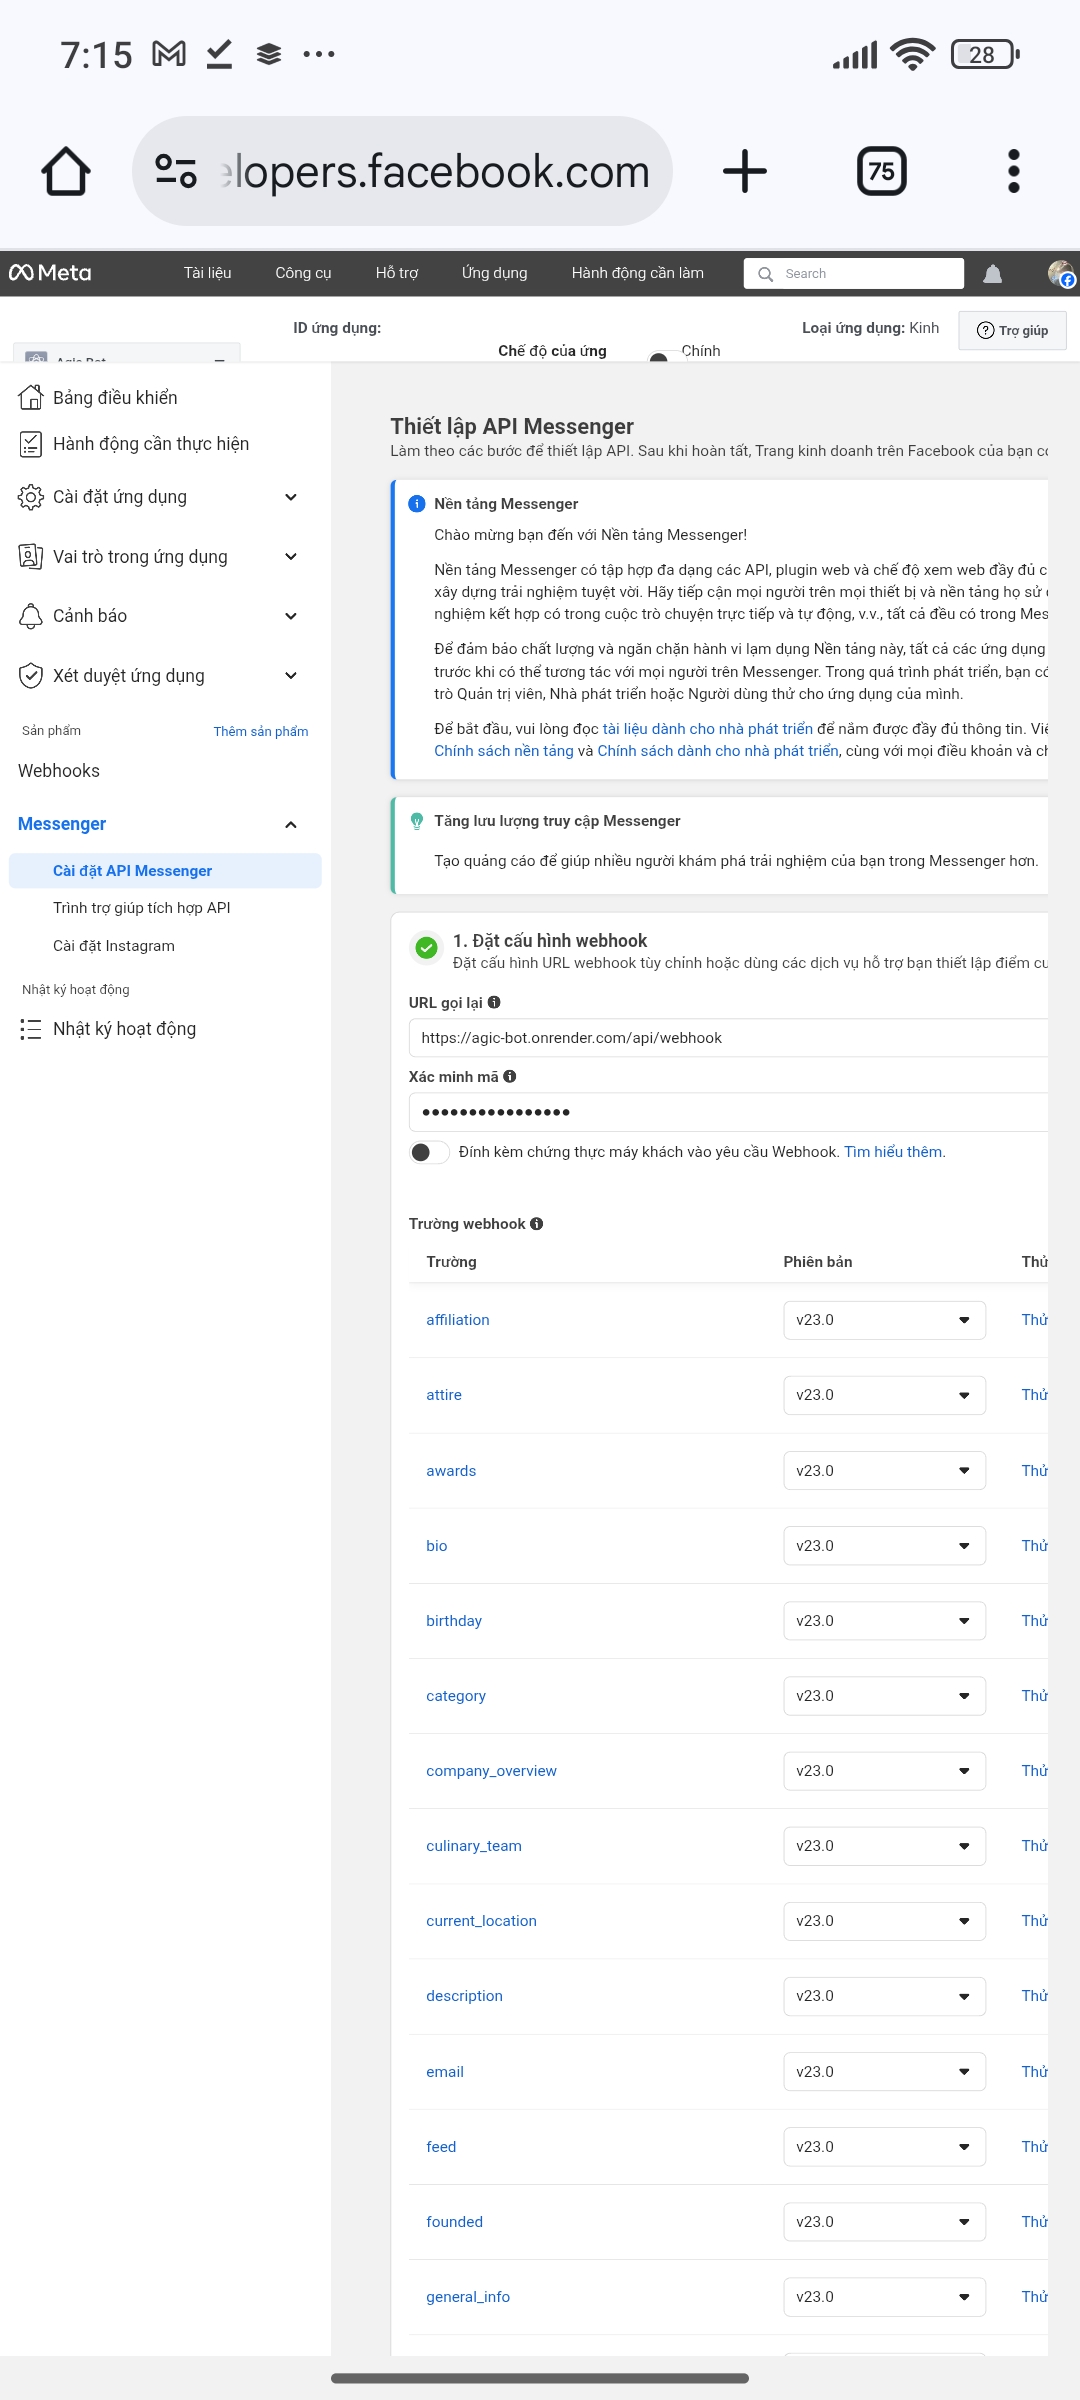 7:15
28
elopers.facebook.com
75
Meta
Tài liệu
Công cụ
Hỗ trợ
Ứng dụng
Hành động cần làm
Search
ID ứng dụng:
Loại ứng dụng: Kinh
Trợ giúp
Agic Bot
Chế độ của ứng
Chính
Bảng điều khiển
Hành động cần thực hiện
Cài đặt ứng dụng
Vai trò trong ứng dụng
Cảnh báo
Xét duyệt ứng dụng
Sản phẩm
Thêm sản phẩm
Webhooks
Messenger
Cài đặt API Messenger
Trình trợ giúp tích hợp API
Cài đặt Instagram
Nhật ký hoạt động
Nhật ký hoạt động
Thiết lập API Messenger
Làm theo các bước để thiết lập API. Sau khi hoàn tất, Trang kinh doanh trên Facebook của bạn có
Nền tảng Messenger
Chào mừng bạn đến với Nền tảng Messenger!
Nền tảng Messenger có tập hợp đa dạng các API, plugin web và chế độ xem web đầy đủ c
xây dựng trải nghiệm tuyệt vời. Hãy tiếp cận mọi người trên mọi thiết bị và nền tảng họ sử
nghiệm kết hợp có trong cuộc trò chuyện trực tiếp và tự động, v.v., tất cả đều có trong Mes
Để đảm bảo chất lượng và ngăn chặn hành vi lạm dụng Nền tảng này, tất cả các ứng dụng
trước khi có thể tương tác với mọi người trên Messenger. Trong quá trình phát triển, bạn có
trò Quản trị viên, Nhà phát triển hoặc Người dùng thử cho ứng dụng của mình.
Để bắt đầu, vui lòng đọc tài liệu dành cho nhà phát triển để nắm được đầy đủ thông tin. Việ
Chính sách nền tảng và Chính sách dành cho nhà phát triển, cùng với mọi điều khoản và ch
Tăng lưu lượng truy cập Messenger
Tạo quảng cáo để giúp nhiều người khám phá trải nghiệm của bạn trong Messenger hơn.
1. Đặt cấu hình webhook
Đặt cấu hình URL webhook tùy chỉnh hoặc dùng các dịch vụ hỗ trợ bạn thiết lập điểm cu
URL gọi lại
https://agic-bot.onrender.com/api/webhook
Xác minh mã
••••••••••••••••
Đính kèm chứng thực máy khách vào yêu cầu Webhook. Tìm hiểu thêm.
Trường webhook
Trường Phiên bản Thử
affiliation v23.0 Thử
attire v23.0 Thử
awards v23.0 Thử
bio v23.0 Thử
birthday v23.0 Thử
category v23.0 Thử
company_overview v23.0 Thử
culinary_team v23.0 Thử
current_location v23.0 Thử
description v23.0 Thử
email v23.0 Thử
feed v23.0 Thử
founded v23.0 Thử
general_info v23.0 Thử